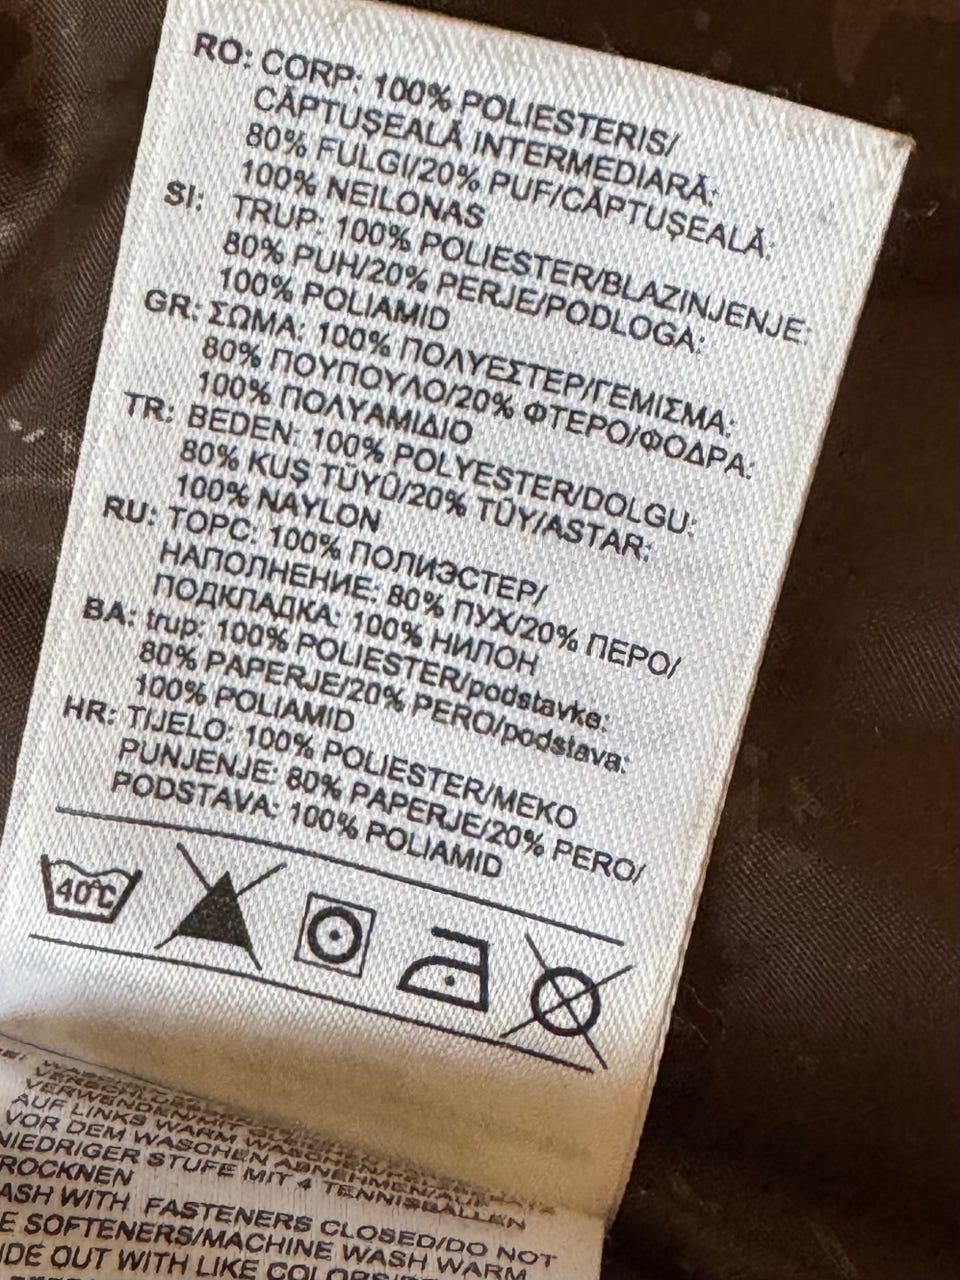 RO: CORP: 100% POLIESTERIS/
CĂPTUȘEALĂ INTERMEDIARĂ:
80% FULGI/20% PUF/CĂPTUȘEALĂ:
100% NEILONAS
SI: TRUP: 100% POLIESTER/BLAZINJENJE:
80% PUH/20% PERJE/PODLOGA:
100% POLIAMID
GR: ΣΩΜΑ: 100% ΠΟΛΥΕΣΤΕΡ/ΓΕΜΙΣΜΑ:
80% ΠΟΥΠΟΥΛΟ/20% ΦΤΕΡΟ/ΦΟΔΡΑ:
100% ΠΟΛΥΑΜΙΔΙΟ
TR: BEDEN: 100% POLYESTER/DOLGU:
80% KUŞ TÜYÜ/20% TÜY/ASTAR:
100% NAYLON
RU: ТОРС: 100% ПОЛИЭСТЕР/
НАПОЛНЕНИЕ: 80% ПУХ/20% ПЕРО/
ПОДКЛАДКА: 100% НИЛОН
BA: trup: 100% POLIESTER/podstavke:
80% PAPERJE/20% PERO/podstava:
100% POLIAMID
HR: TIJELO: 100% POLIESTER/MEKO
PUNJENJE: 80% PAPERJE/20% PERO/
PODSTAVA: 100% POLIAMID
40°C
VERWENDEN/MIT
AUF LINKS WARM WASCHEN
VOR DEM WASCHEN ABNEHMEN/AUF
NIEDRIGER STUFE MIT 4 TENNISBÄLLEN
ROCKNEN
ASH WITH FASTENERS CLOSED/DO NOT
E SOFTENERS/MACHINE WASH WARM
IDE OUT WITH LIKE COLORS/